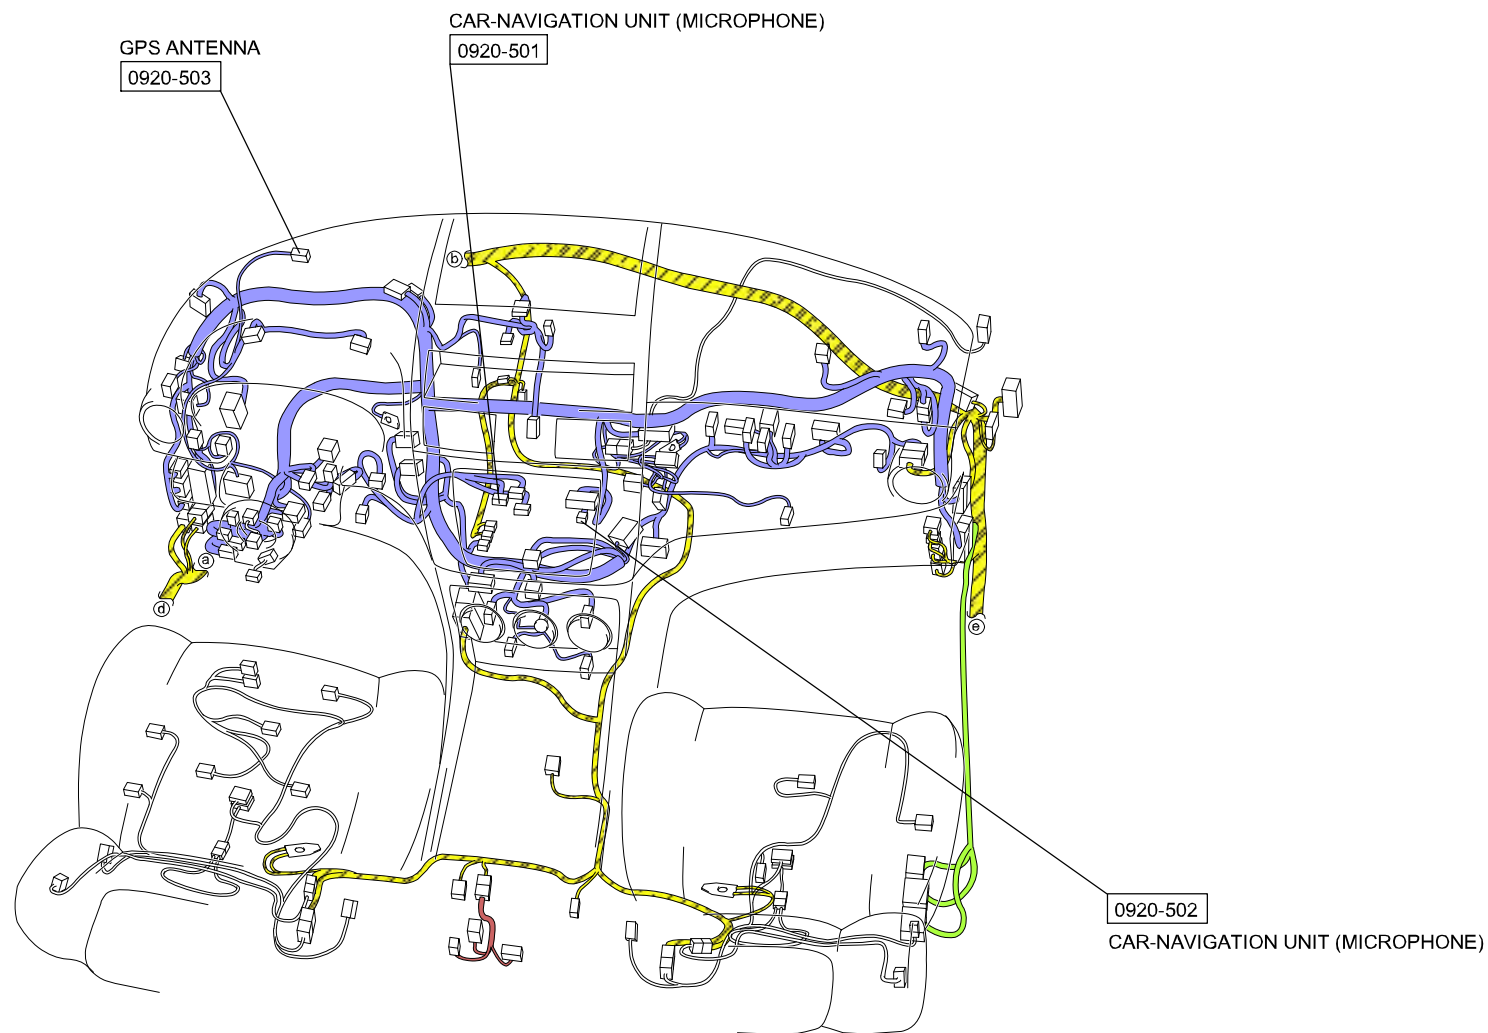 CAR-NAVIGATION UNIT (MICROPHONE)
0920-501
GPS ANTENNA
0920-503
b
a
d
e
0920-502
CAR-NAVIGATION UNIT (MICROPHONE)